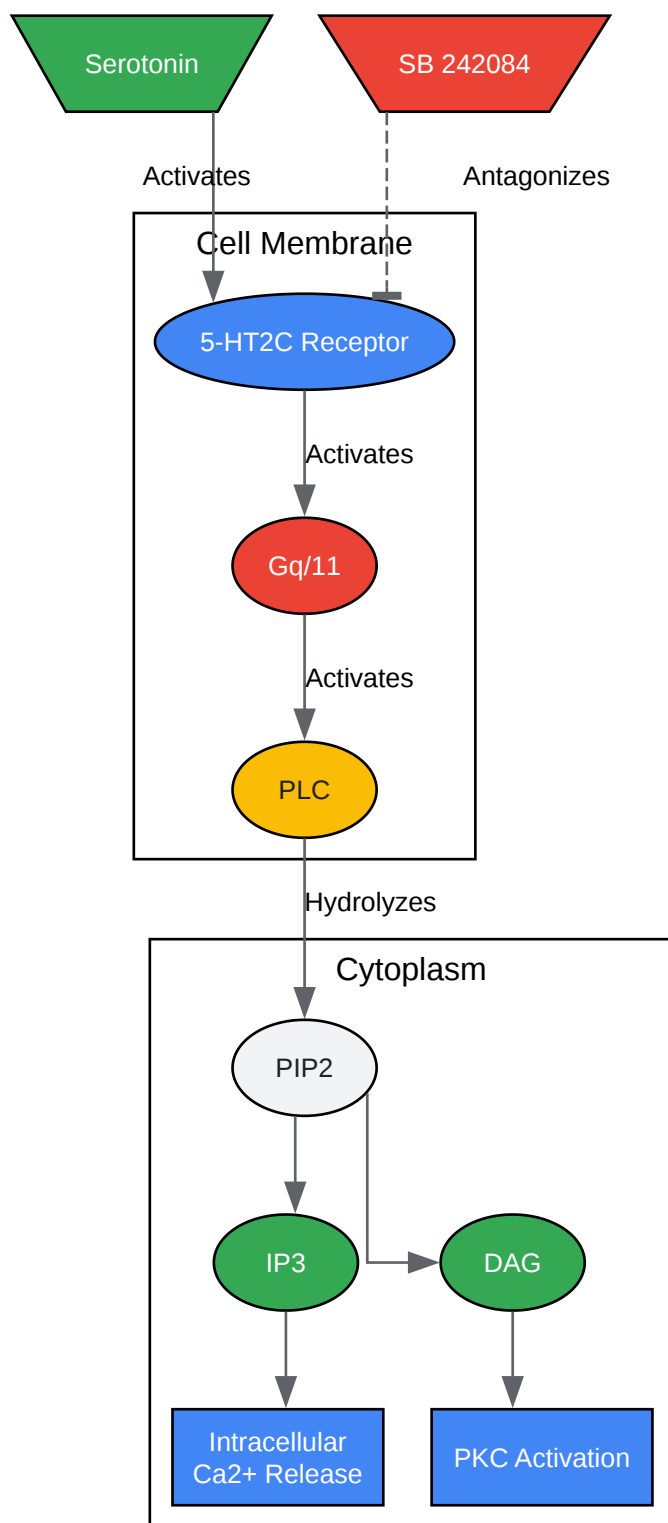 Serotonin
SB 242084
Activates
Antagonizes
Cell Membrane
5-HT2C Receptor
Activates
Gq/11
Activates
PLC
Hydrolyzes
Cytoplasm
PIP2
IP3
DAG
Intracellular
Ca2+ Release
PKC Activation